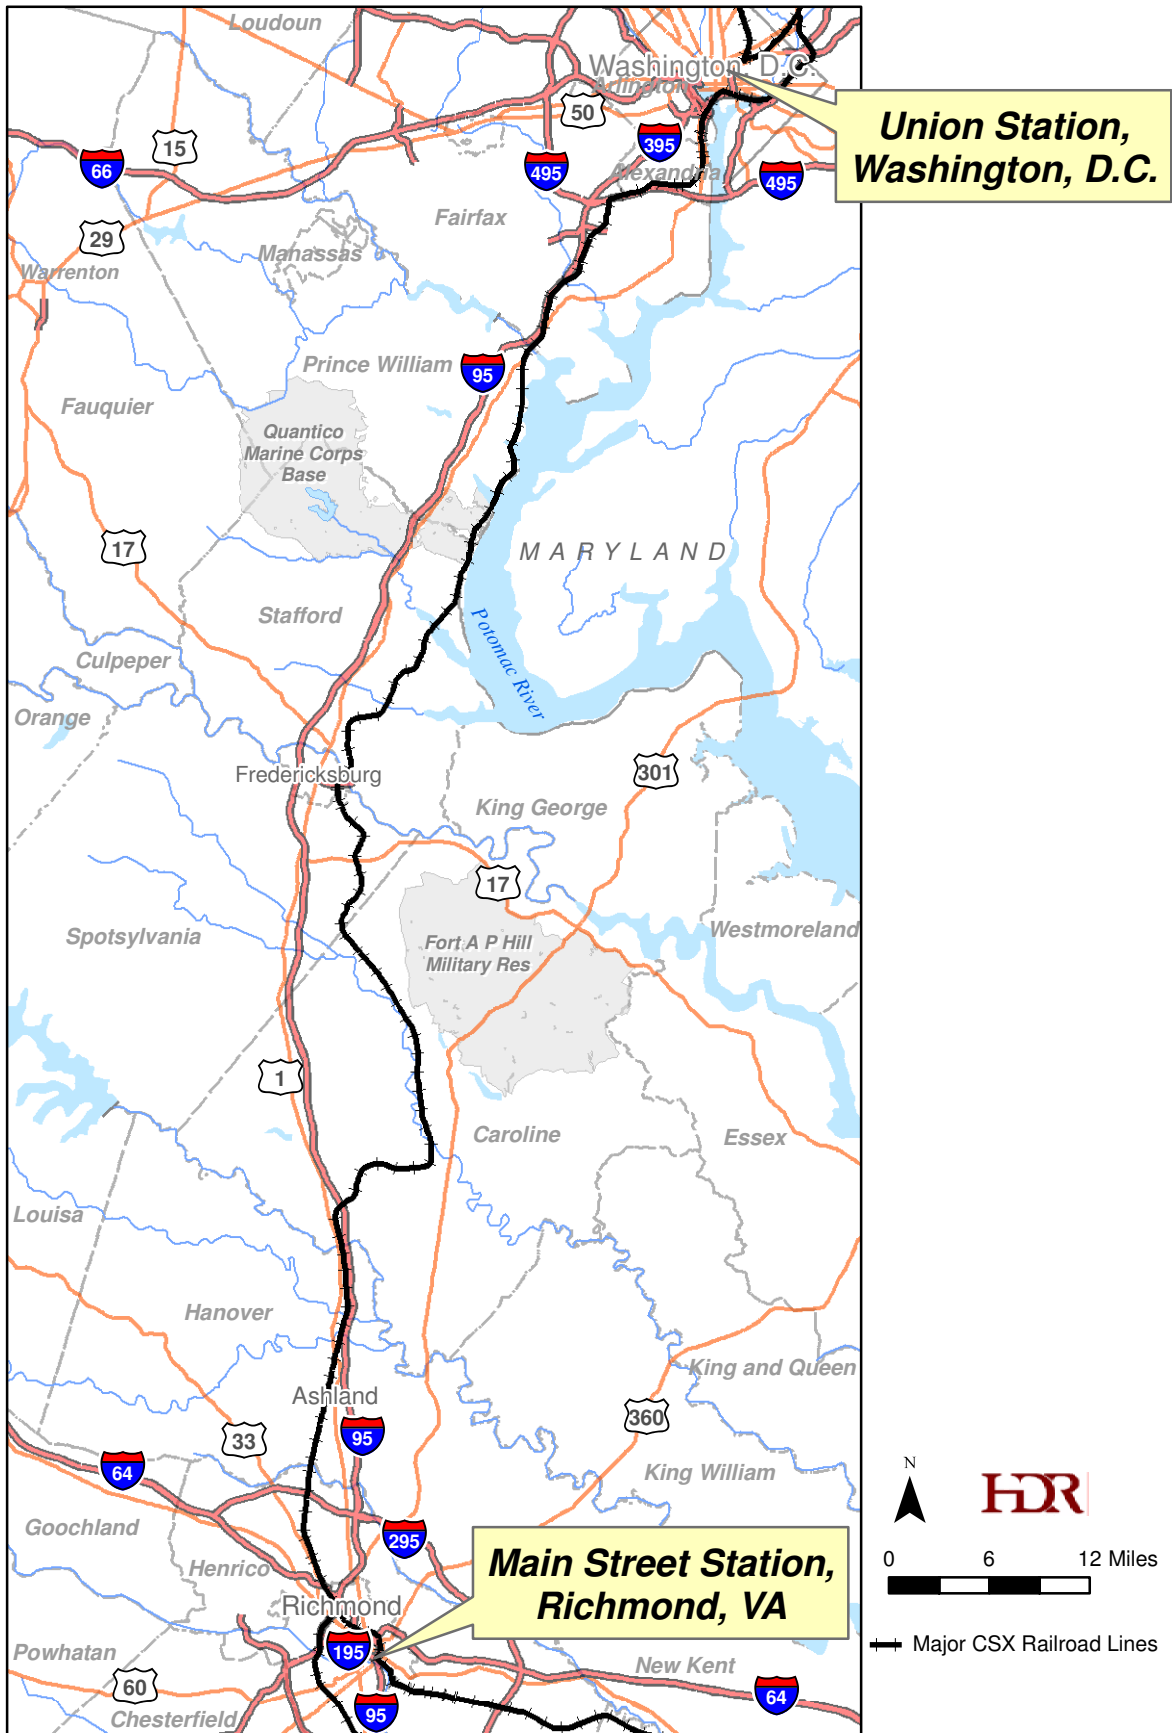 Loudoun
Washington, D.C.
Arlington
50
Union Station,
Washington, D.C.
15
395
66
495
Alexandria
495
Fairfax
29
Manassas
Warrenton
Prince William
95
Fauquier
Quantico
Marine Corps
Base
17
MARYLAND
Stafford
Potomac River
Culpeper
Orange
Fredericksburg
301
King George
17
Spotsylvania
Fort A P Hill
Military Res
Westmoreland
1
Caroline
Essex
Louisa
Hanover
King and Queen
Ashland
33
95
360
64
King William
N
HDR
Goochland
295
0 6 12 Miles
Henrico
Main Street Station,
Richmond, VA
Richmond
195
Major CSX Railroad Lines
Powhatan
New Kent
60
64
Chesterfield
95